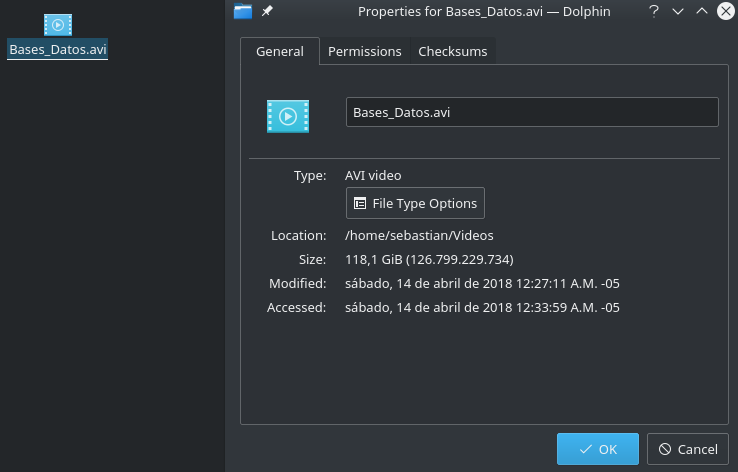 Bases_Datos.avi
Properties for Bases_Datos.avi — Dolphin
General Permissions Checksums
Bases_Datos.avi
Type: AVI video
File Type Options
Location: /home/sebastian/Videos
Size: 118,1 GiB (126.799.229.734)
Modified: sábado, 14 de abril de 2018 12:27:11 A.M. -05
Accessed: sábado, 14 de abril de 2018 12:33:59 A.M. -05
OK Cancel